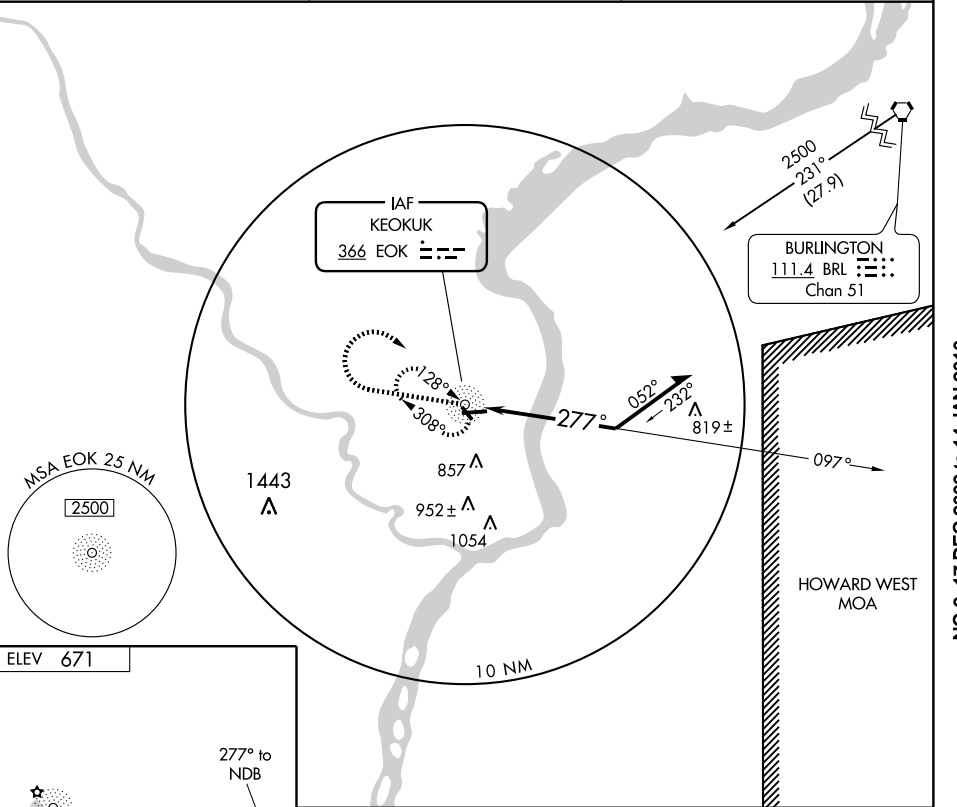 2500
231°
(27.9)
IAF
KEOKUK
366 EOK
BURLINGTON
111.4 BRL
Chan 51
128°
308°
277°
052°
232°
819±
097°
857
952±
1054
1443
MSA EOK 25 NM
2500
HOWARD WEST
MOA
10 NM
ELEV 671
277° to
NDB